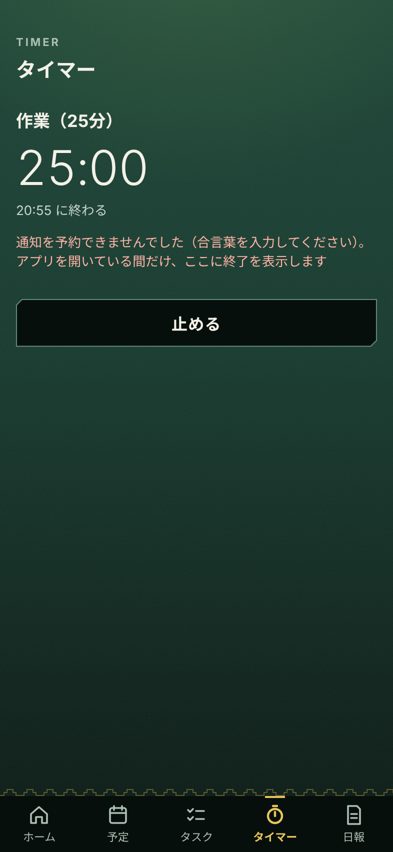 TIMER
タイマー
作業（25分）
25:00
20:55 に終わる
通知を予約できませんでした（合言葉を入力してください）。
アプリを開いている間だけ、ここに終了を表示します
止める
ホーム
予定
タスク
タイマー
日報